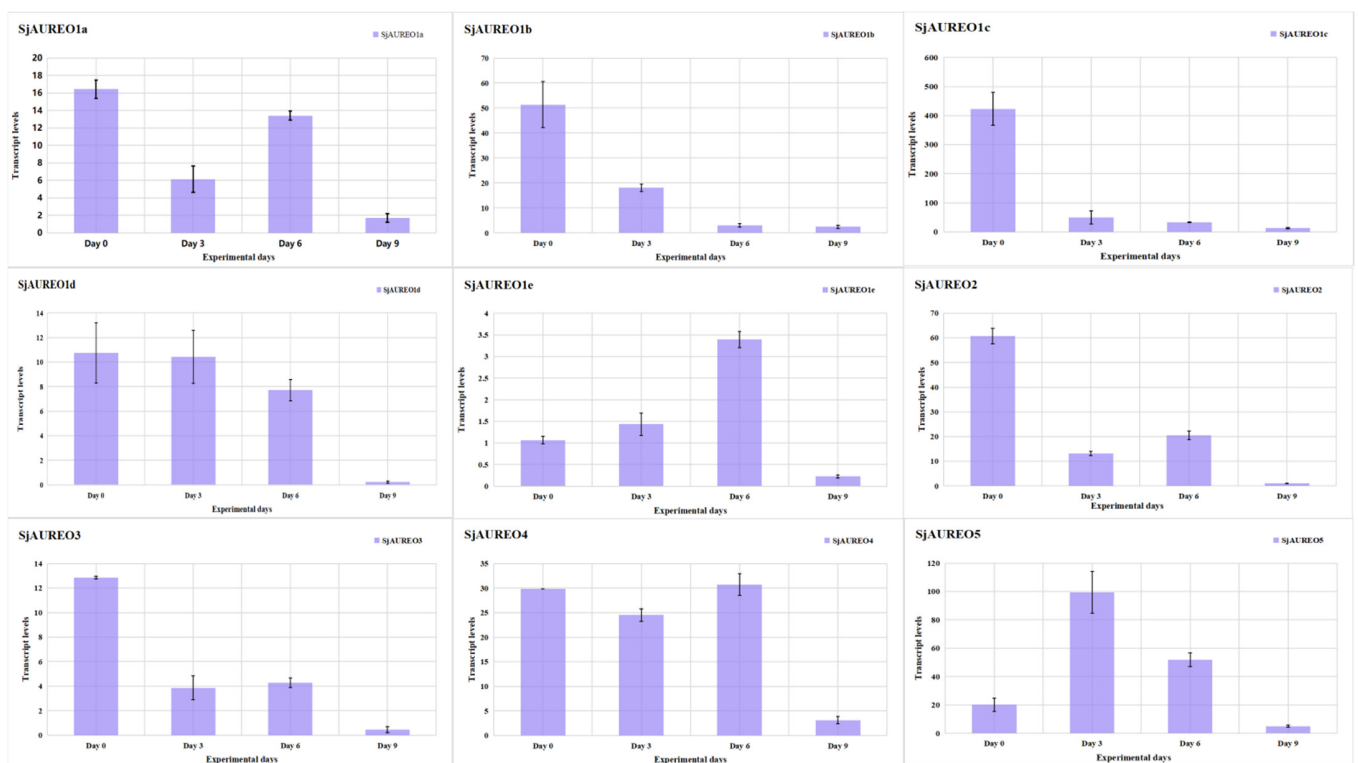 SjAUREO1a
SjAUREO1a
20
18
16
14
12
10
8
6
4
2
0
Transcript levels
Day 0 Day 3 Day 6 Day 9
Experimental days
SjAUREO1b
SjAUREO1b
70
60
50
40
30
20
10
0
Transcript levels
Day 0 Day 3 Day 6 Day 9
Experimental days
SjAUREO1c
SjAUREO1c
600
500
400
300
200
100
0
Transcript levels
Day 0 Day 3 Day 6 Day 9
Experimental days
SjAUREO1d
SjAUREO1d
14
12
10
8
6
4
2
0
Transcript levels
Day 0 Day 3 Day 6 Day 9
Experimental days
SjAUREO1e
SjAUREO1e
4
3.5
3
2.5
2
1.5
1
0.5
0
Transcript levels
Day 0 Day 3 Day 6 Day 9
Experimental days
SjAUREO2
SjAUREO2
70
60
50
40
30
20
10
0
Transcript levels
Day 0 Day 3 Day 6 Day 9
Experimental days
SjAUREO3
SjAUREO3
14
12
10
8
6
4
2
0
Transcript levels
Day 0 Day 3 Day 6 Day 9
Experimental days
SjAUREO4
SjAUREO4
35
30
25
20
15
10
5
0
Transcript levels
Day 0 Day 3 Day 6 Day 9
Experimental days
SjAUREO5
SjAUREO5
120
100
80
60
40
20
0
Transcript levels
Day 0 Day 3 Day 6 Day 9
Experimental days